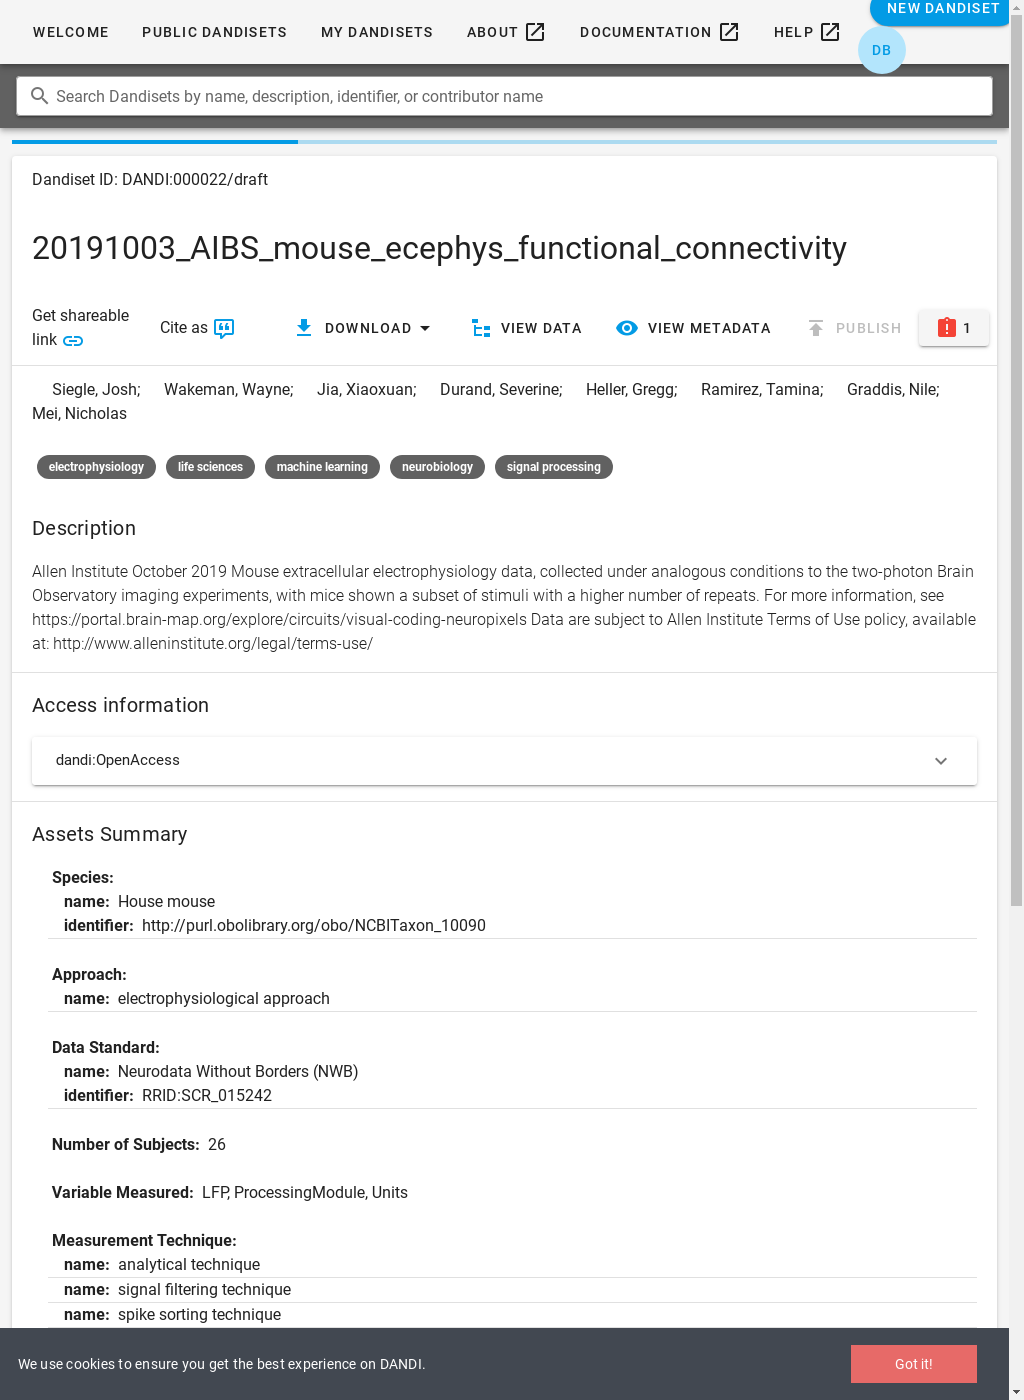 WELCOME PUBLIC DANDISETS MY DANDISETS ABOUT DOCUMENTATION HELP NEW DANDISET
DB
Search Dandisets by name, description, identifier, or contributor name
Dandiset ID: DANDI:000022/draft
20191003_AIBS_mouse_ecephys_functional_connectivity
Get shareable
link
Cite as DOWNLOAD VIEW DATA VIEW METADATA PUBLISH 1
Siegle, Josh; Wakeman, Wayne; Jia, Xiaoxuan; Durand, Severine; Heller, Gregg; Ramirez, Tamina; Graddis, Nile;
Mei, Nicholas
electrophysiology life sciences machine learning neurobiology signal processing
Description
Allen Institute October 2019 Mouse extracellular electrophysiology data, collected under analogous conditions to the two-photon Brain
Observatory imaging experiments, with mice shown a subset of stimuli with a higher number of repeats. For more information, see
https://portal.brain-map.org/explore/circuits/visual-coding-neuropixels Data are subject to Allen Institute Terms of Use policy, available
at: http://www.alleninstitute.org/legal/terms-use/
Access information
dandi:OpenAccess
Assets Summary
Species:
name: House mouse
identifier: http://purl.obolibrary.org/obo/NCBITaxon_10090
Approach:
name: electrophysiological approach
Data Standard:
name: Neurodata Without Borders (NWB)
identifier: RRID:SCR_015242
Number of Subjects: 26
Variable Measured: LFP, ProcessingModule, Units
Measurement Technique:
name: analytical technique
name: signal filtering technique
name: spike sorting technique
We use cookies to ensure you get the best experience on DANDI.
Got it!